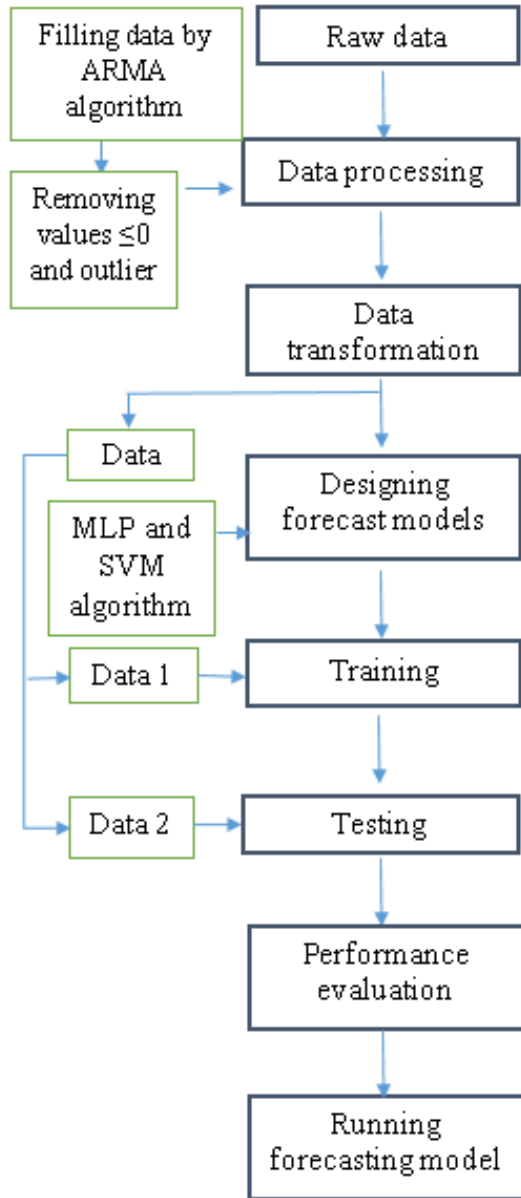 Filling data by
ARMA
algorithm
Raw data
Data processing
Removing
values ≤0
and outlier
Data
transformation
Data
Designing
forecast models
MLP and
SVM
algorithm
Data 1
Training
Data 2
Testing
Performance
evaluation
Running
forecasting model